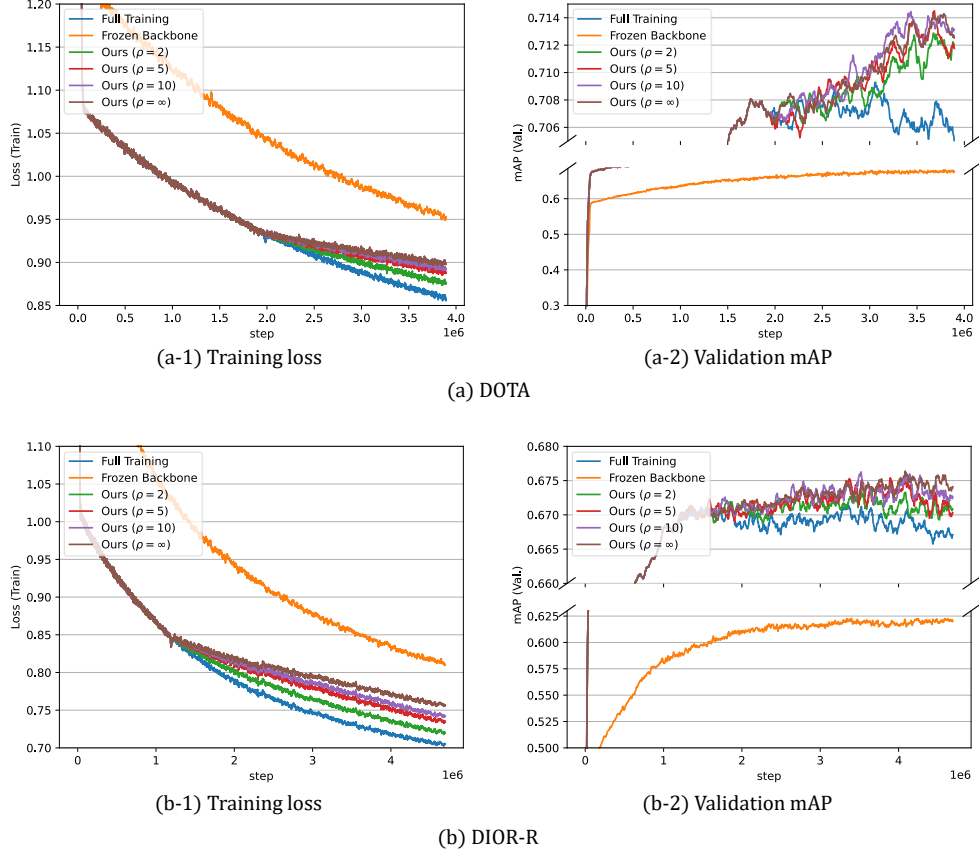 1.20
1.15
1.10
1.05
1.00
0.95
0.90
0.85
Loss (Train)
Full Training
Frozen Backbone
Ours (ρ = 2)
Ours (ρ = 5)
Ours (ρ = 10)
Ours (ρ = ∞)
0.0 0.5 1.0 1.5 2.0 2.5 3.0 3.5 4.0
step
1e6
(a-1) Training loss
0.714
0.712
0.710
0.708
0.706
0.6
0.5
0.4
0.3
mAP (Val.)
Full Training
Frozen Backbone
Ours (ρ = 2)
Ours (ρ = 5)
Ours (ρ = 10)
Ours (ρ = ∞)
0.0 0.5 1.0 1.5 2.0 2.5 3.0 3.5 4.0
step
1e6
(a-2) Validation mAP
(a) DOTA
1.10
1.00
0.95
0.90
0.85
0.80
0.75
0.70
Loss (Train)
Full Training
Frozen Backbone
Ours (ρ = 2)
Ours (ρ = 5)
Ours (ρ = 10)
Ours (ρ = ∞)
0 1 2 3 4
step
1e6
(b-1) Training loss
0.680
0.675
0.670
0.665
0.660
0.625
0.600
0.575
0.550
0.525
0.500
mAP (Val.)
Full Training
Frozen Backbone
Ours (ρ = 2)
Ours (ρ = 5)
Ours (ρ = 10)
Ours (ρ = ∞)
0 1 2 3 4
step
1e6
(b-2) Validation mAP
(b) DIOR-R